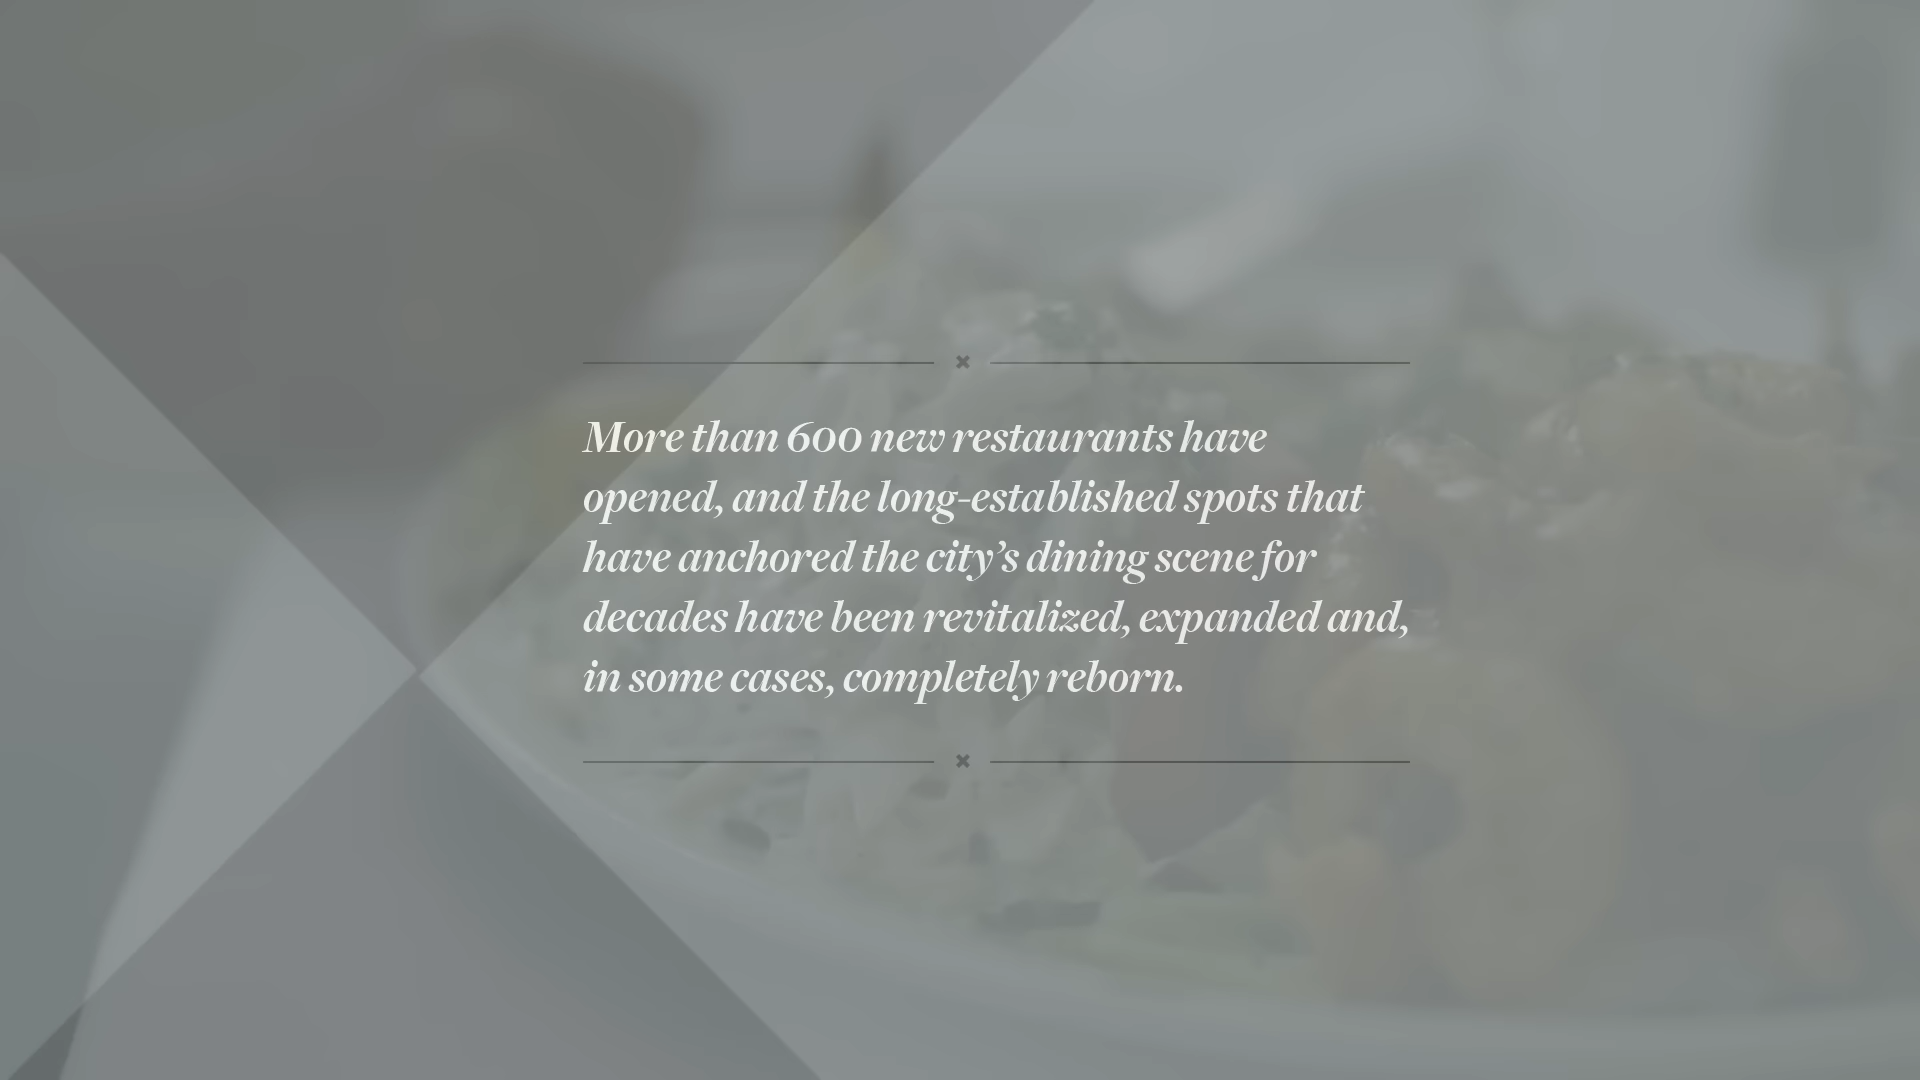 More than 600 new restaurants have
opened, and the long-established spots that
have anchored the city’s dining scene for
decades have been revitalized, expanded and,
in some cases, completely reborn.